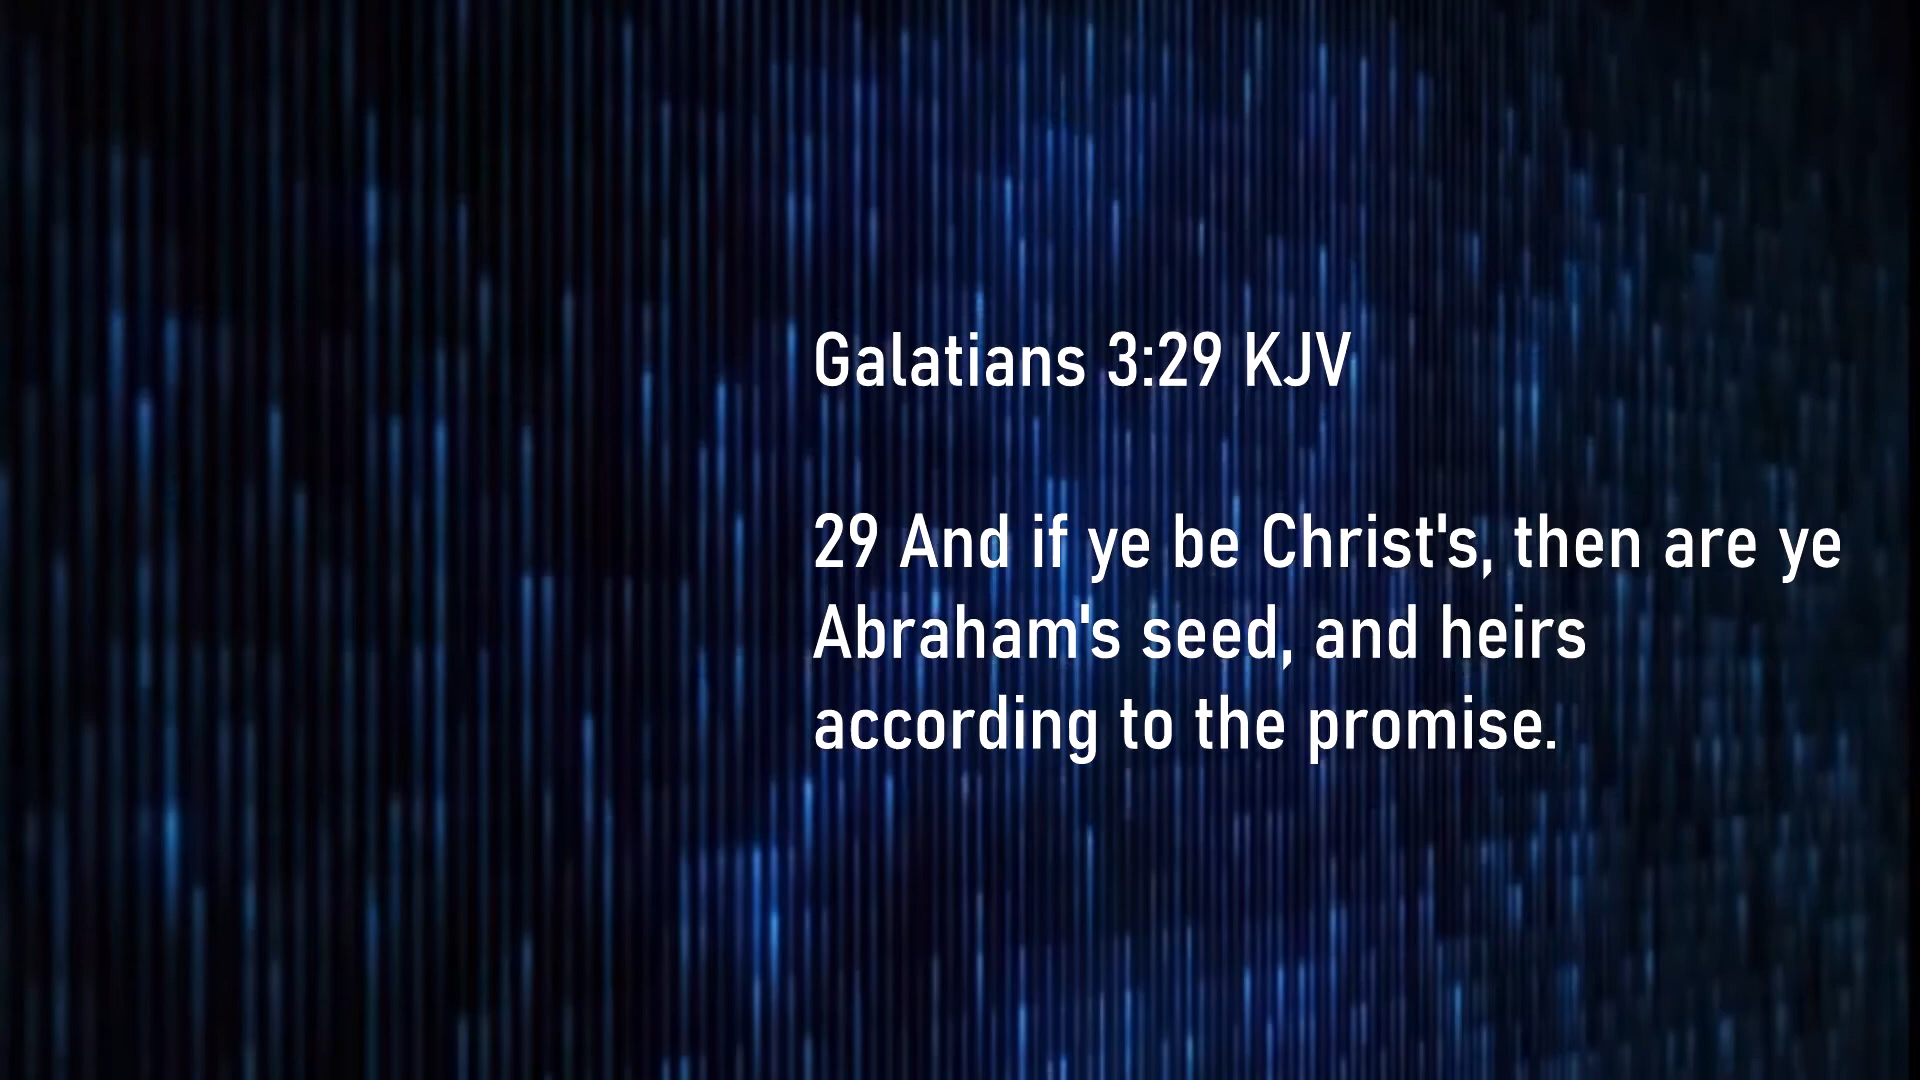 Galatians 3:29 KJV
29 And if ye be Christ's, then are ye
Abraham's seed, and heirs
according to the promise.